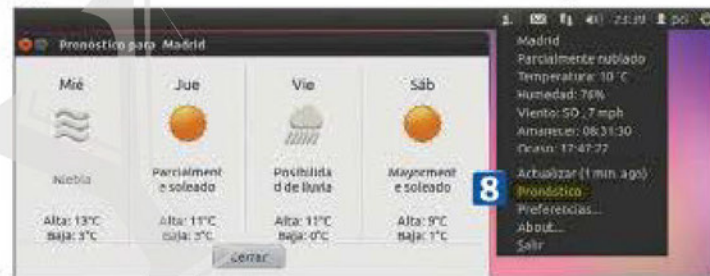 23:39 pc
Pronóstico para Madrid
Mié Jue Vie Sáb
Niebla
Parcialment
e soleado
Posibilida
d de lluvia
Mayorment
e soleado
Alta: 13°C Alta: 11°C Alta: 11°C Alta: 9°C
Baja: 3°C Baja: 3°C Baja: 0°C Baja: 1°C
Cerrar
Madrid
Parcialmente nublado
Temperatura: 10 °C
Humedad: 76%
Viento: SO , 7 mph
Amanecer: 08:31:30
Ocaso: 17:47:22
8
Actualizar (1 min. ago)
Pronóstico
Preferencias...
About...
Salir